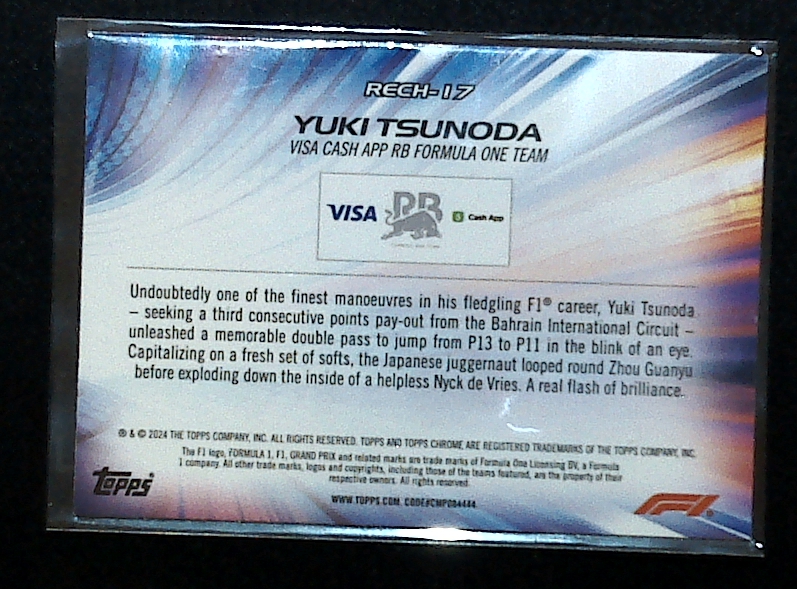 RECH-17
YUKI TSUNODA
VISA CASH APP RB FORMULA ONE TEAM
VISA RB Cash App
Undoubtedly one of the finest manoeuvres in his fledgling F1® career, Yuki Tsunoda
– seeking a third consecutive points pay-out from the Bahrain International Circuit –
unleashed a memorable double pass to jump from P13 to P11 in the blink of an eye.
Capitalizing on a fresh set of softs, the Japanese juggernaut looped round Zhou Guanyu
before exploding down the inside of a helpless Nyck de Vries. A real flash of brilliance.
® & © 2024 THE TOPPS COMPANY, INC. ALL RIGHTS RESERVED. TOPPS AND TOPPS CHROME ARE REGISTERED TRADEMARKS OF THE TOPPS COMPANY, INC.
The F1 logo, FORMULA 1, F1, GRAND PRIX and related marks are trade marks of Formula One Licensing BV, a Formula
1 company. All other trade marks, logos and copyrights, including those of the teams featured, are the property of their
respective owners. All rights reserved.
Topps®
WWW.TOPPS.COM. CODE#CMP004444
F1®